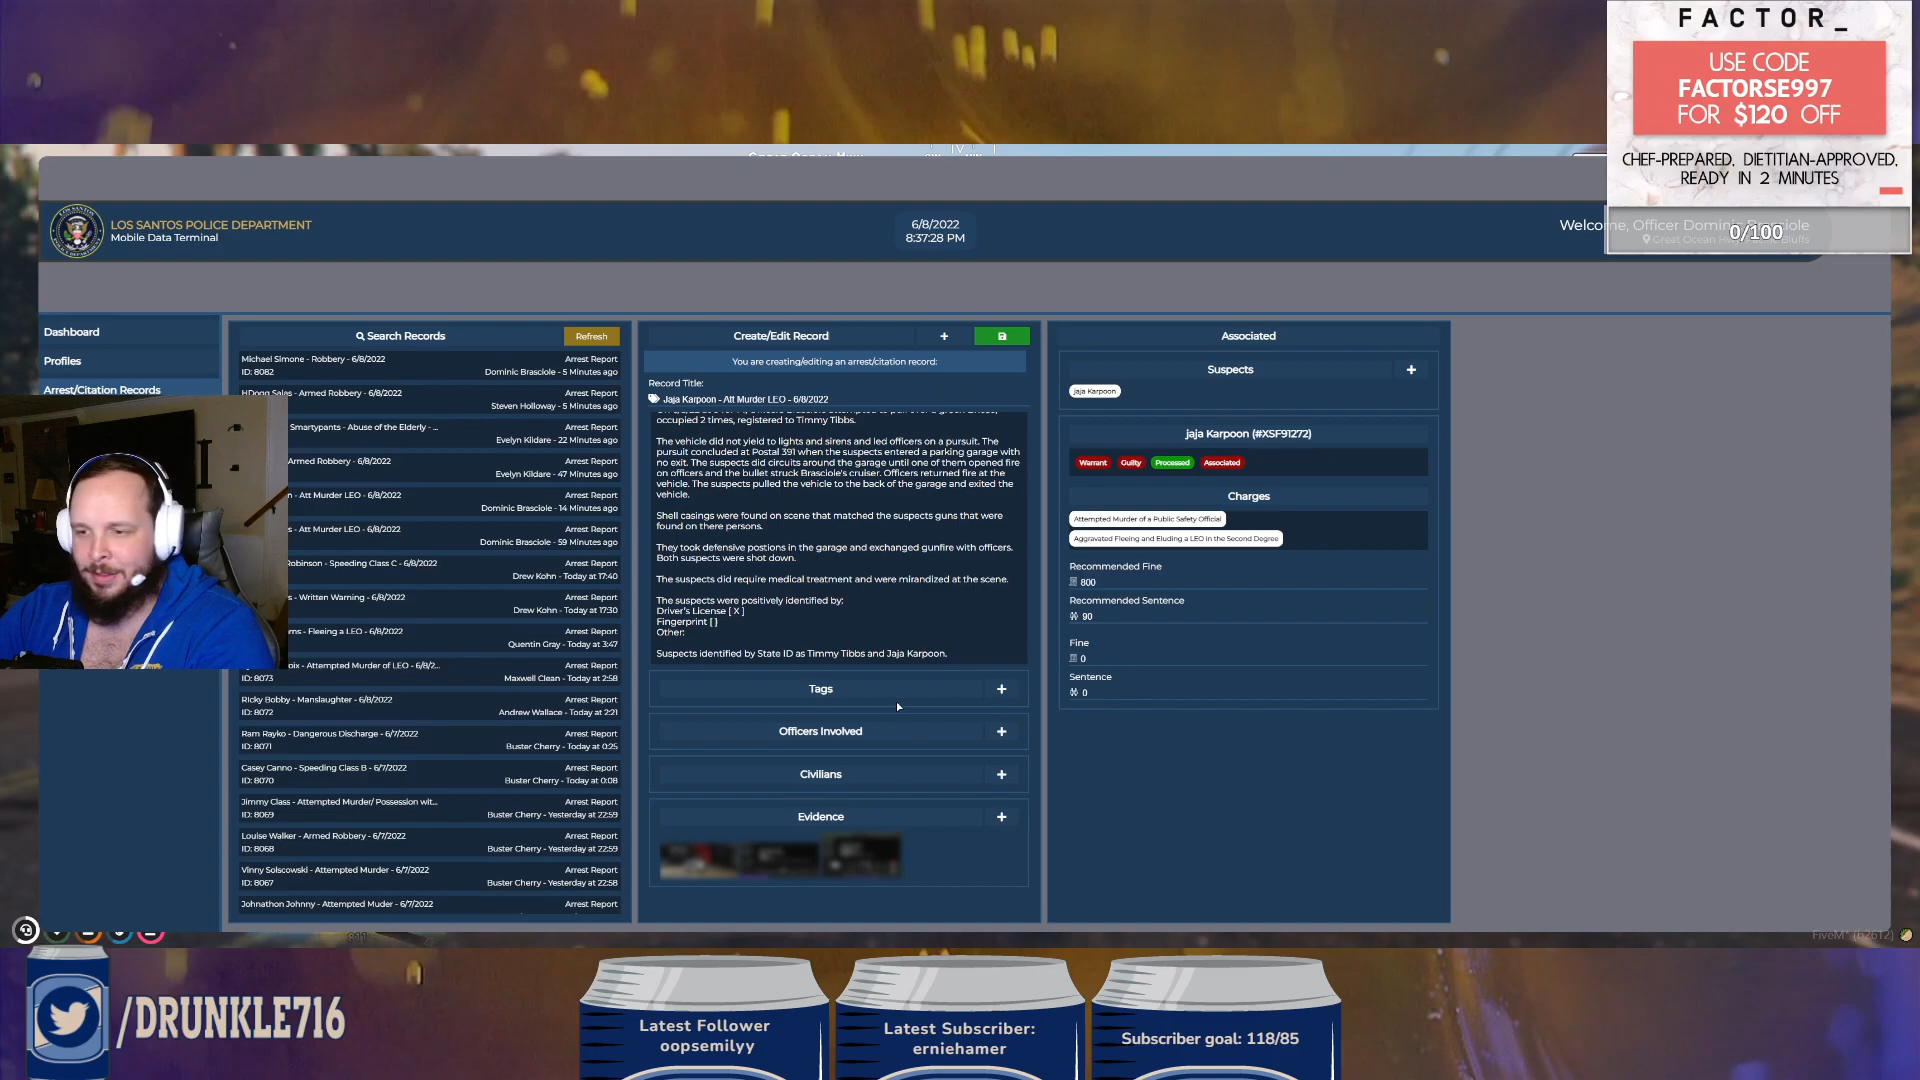 FACTOR_
USE CODE
FACTORSE997
FOR $120 OFF
CHEF-PREPARED, DIETITIAN-APPROVED,
READY IN 2 MINUTES
0/100
LOS SANTOS POLICE DEPARTMENT
Mobile Data Terminal
6/8/2022
8:37:28 PM
Welcome, Officer
Dashboard
Profiles
Arrest/Citation Records
Search Records
Refresh
Michael Simone - Robbery - 6/8/2022 Arrest Report
ID: 8082 Dominic Brasciole - 5 Minutes ago
HDogg Salas - Armed Robbery - 6/8/2022 Arrest Report
Steven Holloway - 5 Minutes ago
Smartypants - Abuse of the Elderly - ... Arrest Report
Evelyn Kildare - 22 Minutes ago
Armed Robbery - 6/8/2022 Arrest Report
Evelyn Kildare - 47 Minutes ago
n - Att Murder LEO - 6/8/2022 Arrest Report
Dominic Brasciole - 14 Minutes ago
s - Att Murder LEO - 6/8/2022 Arrest Report
Dominic Brasciole - 59 Minutes ago
Robinson - Speeding Class C - 6/8/2022 Arrest Report
Drew Kohn - Today at 17:40
s - Written Warning - 6/8/2022 Arrest Report
Drew Kohn - Today at 17:30
ms - Fleeing a LEO - 6/8/2022 Arrest Report
Quentin Gray - Today at 3:47
oix - Attempted Murder of LEO - 6/8/2... Arrest Report
ID: 8073 Maxwell Clean - Today at 2:58
Ricky Bobby - Manslaughter - 6/8/2022 Arrest Report
ID: 8072 Andrew Wallace - Today at 2:21
Ram Rayko - Dangerous Discharge - 6/7/2022 Arrest Report
ID: 8071 Buster Cherry - Today at 0:25
Casey Canno - Speeding Class B - 6/7/2022 Arrest Report
ID: 8070 Buster Cherry - Today at 0:08
Jimmy Class - Attempted Murder/ Possession wit... Arrest Report
ID: 8069 Buster Cherry - Yesterday at 22:59
Louise Walker - Armed Robbery - 6/7/2022 Arrest Report
ID: 8068 Buster Cherry - Yesterday at 22:59
Vinny Solscowski - Attempted Murder - 6/7/2022 Arrest Report
ID: 8067 Buster Cherry - Yesterday at 22:58
Johnathon Johnny - Attempted Muder - 6/7/2022 Arrest Report
Create/Edit Record
You are creating/editing an arrest/citation record:
Record Title:
Jaja Karpoon - Att Murder LEO - 6/8/2022
occupied 2 times, registered to Timmy Tibbs.
The vehicle did not yield to lights and sirens and led officers on a pursuit. The
pursuit concluded at Postal 391 when the suspects entered a parking garage with
no exit. The suspects did circuits around the garage until one of them opened fire
on officers and the bullet struck Brasciole's cruiser. Officers returned fire at the
vehicle. The suspects pulled the vehicle to the back of the garage and exited the
vehicle.
Shell casings were found on scene that matched the suspects guns that were
found on there persons.
They took defensive postions in the garage and exchanged gunfire with officers.
Both suspects were shot down.
The suspects did require medical treatment and were mirandized at the scene.
The suspects were positively identified by:
Driver's License [ X ]
Fingerprint [ ]
Other:
Suspects identified by State ID as Timmy Tibbs and Jaja Karpoon.
Tags
Officers Involved
Civilians
Evidence
Associated
Suspects
jaja Karpoon
jaja Karpoon (#XSF91272)
Warrant Guilty Processed Associated
Charges
Attempted Murder of a Public Safety Official
Aggravated Fleeing and Eluding a LEO in the Second Degree
Recommended Fine
800
Recommended Sentence
90
Fine
0
Sentence
0
FiveM* (b2612)
/DRUNKLE716
Latest Follower
oopsemilyy
Latest Subscriber:
erniehamer
Subscriber goal: 118/85